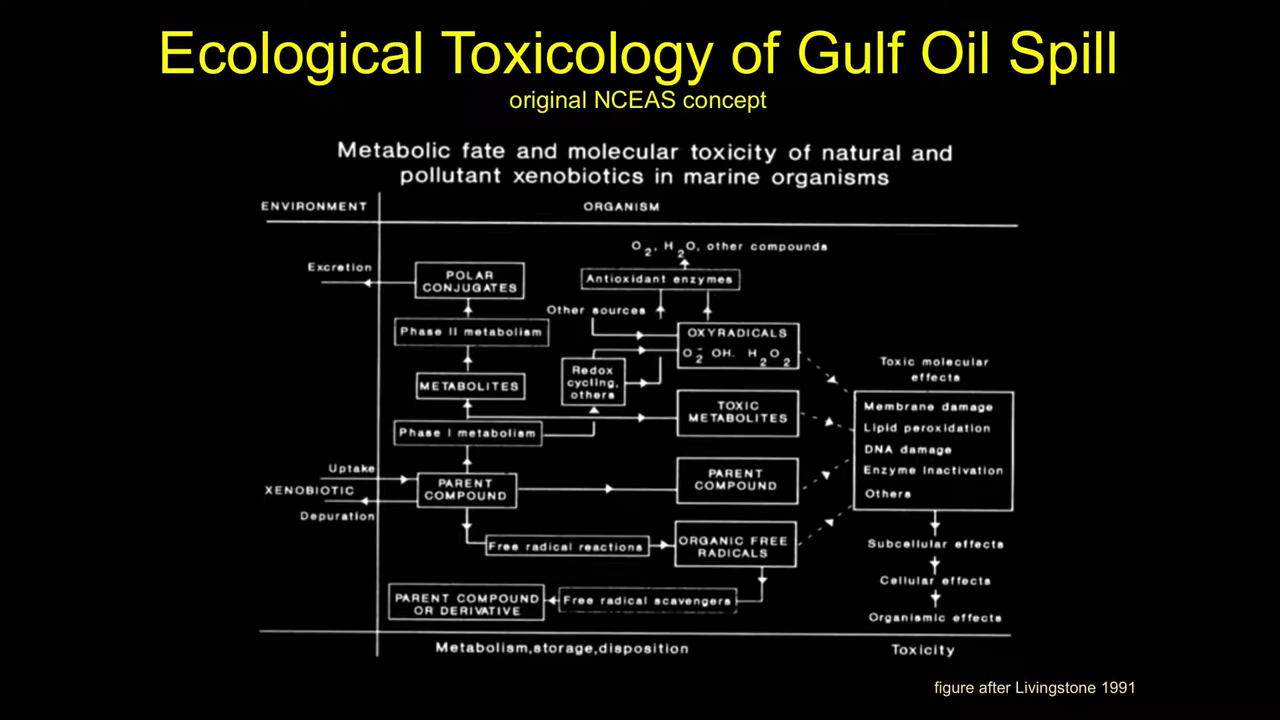 Ecological Toxicology of Gulf Oil Spill
original NCEAS concept
Metabolic fate and molecular toxicity of natural and
pollutant xenobiotics in marine organisms
ENVIRONMENT
ORGANISM
O2, H2O, other compounds
Excretion
POLAR
CONJUGATES
Antioxidant enzymes
Other sources
Phase II metabolism
OXYRADICALS
O2⁻ OH. H2O2
Redox
cycling,
others
METABOLITES
TOXIC
METABOLITES
Phase I metabolism
Toxic molecular
effects
Membrane damage
Lipid peroxidation
DNA damage
Enzyme inactivation
Others
Uptake
XENOBIOTIC
Depuration
PARENT
COMPOUND
PARENT
COMPOUND
Free radical reactions
ORGANIC FREE
RADICALS
Subcellular effects
Cellular effects
Organismic effects
PARENT COMPOUND
OR DERIVATIVE
Free radical scavengers
Metabolism,storage,disposition
Toxicity
figure after Livingstone 1991